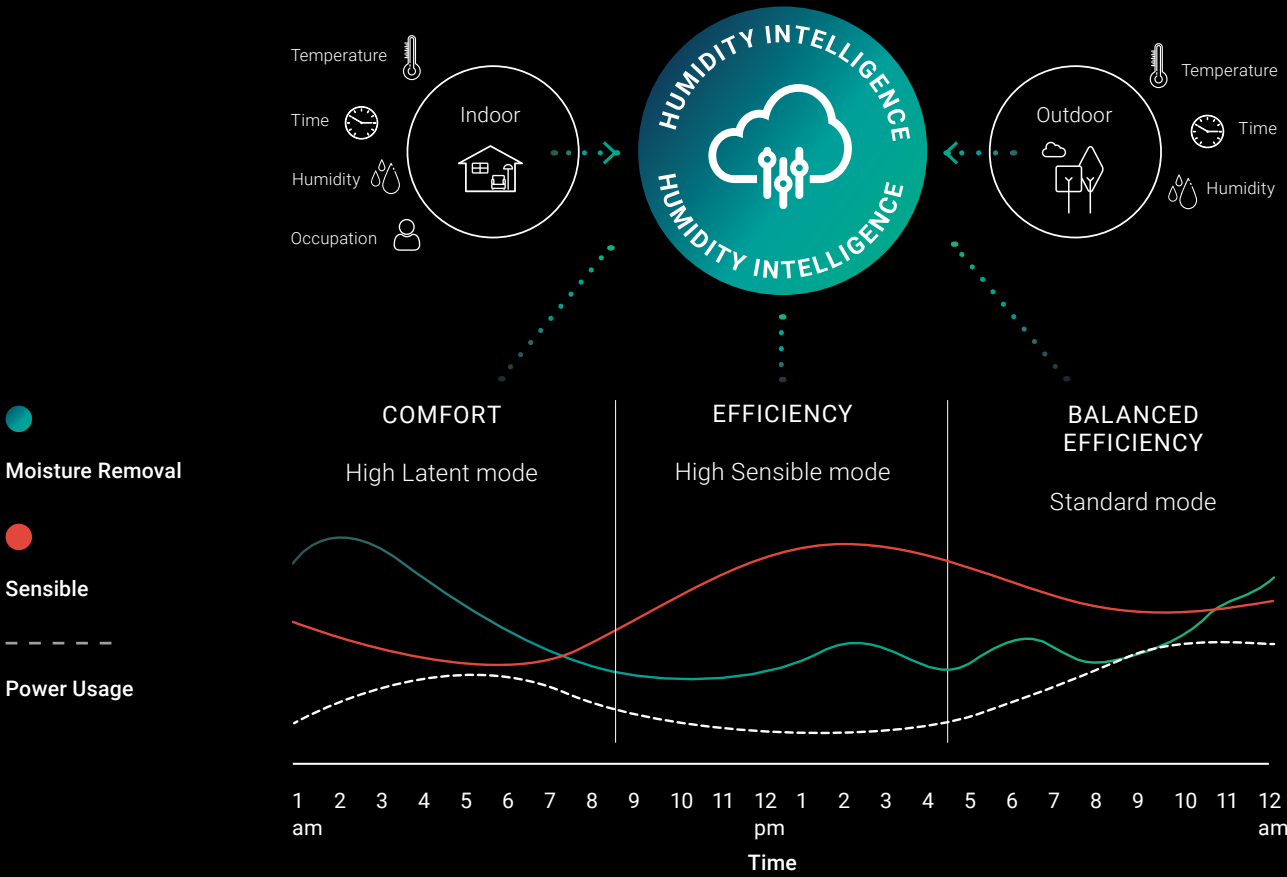 HUMIDITY INTELLIGENCE
HUMIDITY INTELLIGENCE
Temperature
Time
Humidity
Occupation
Indoor
Outdoor
Temperature
Time
Humidity
Moisture Removal
Sensible
Power Usage
COMFORT
High Latent mode
EFFICIENCY
High Sensible mode
BALANCED
EFFICIENCY
Standard mode
1 2 3 4 5 6 7 8 9 10 11 12 1 2 3 4 5 6 7 8 9 10 11 12
am pm am
Time